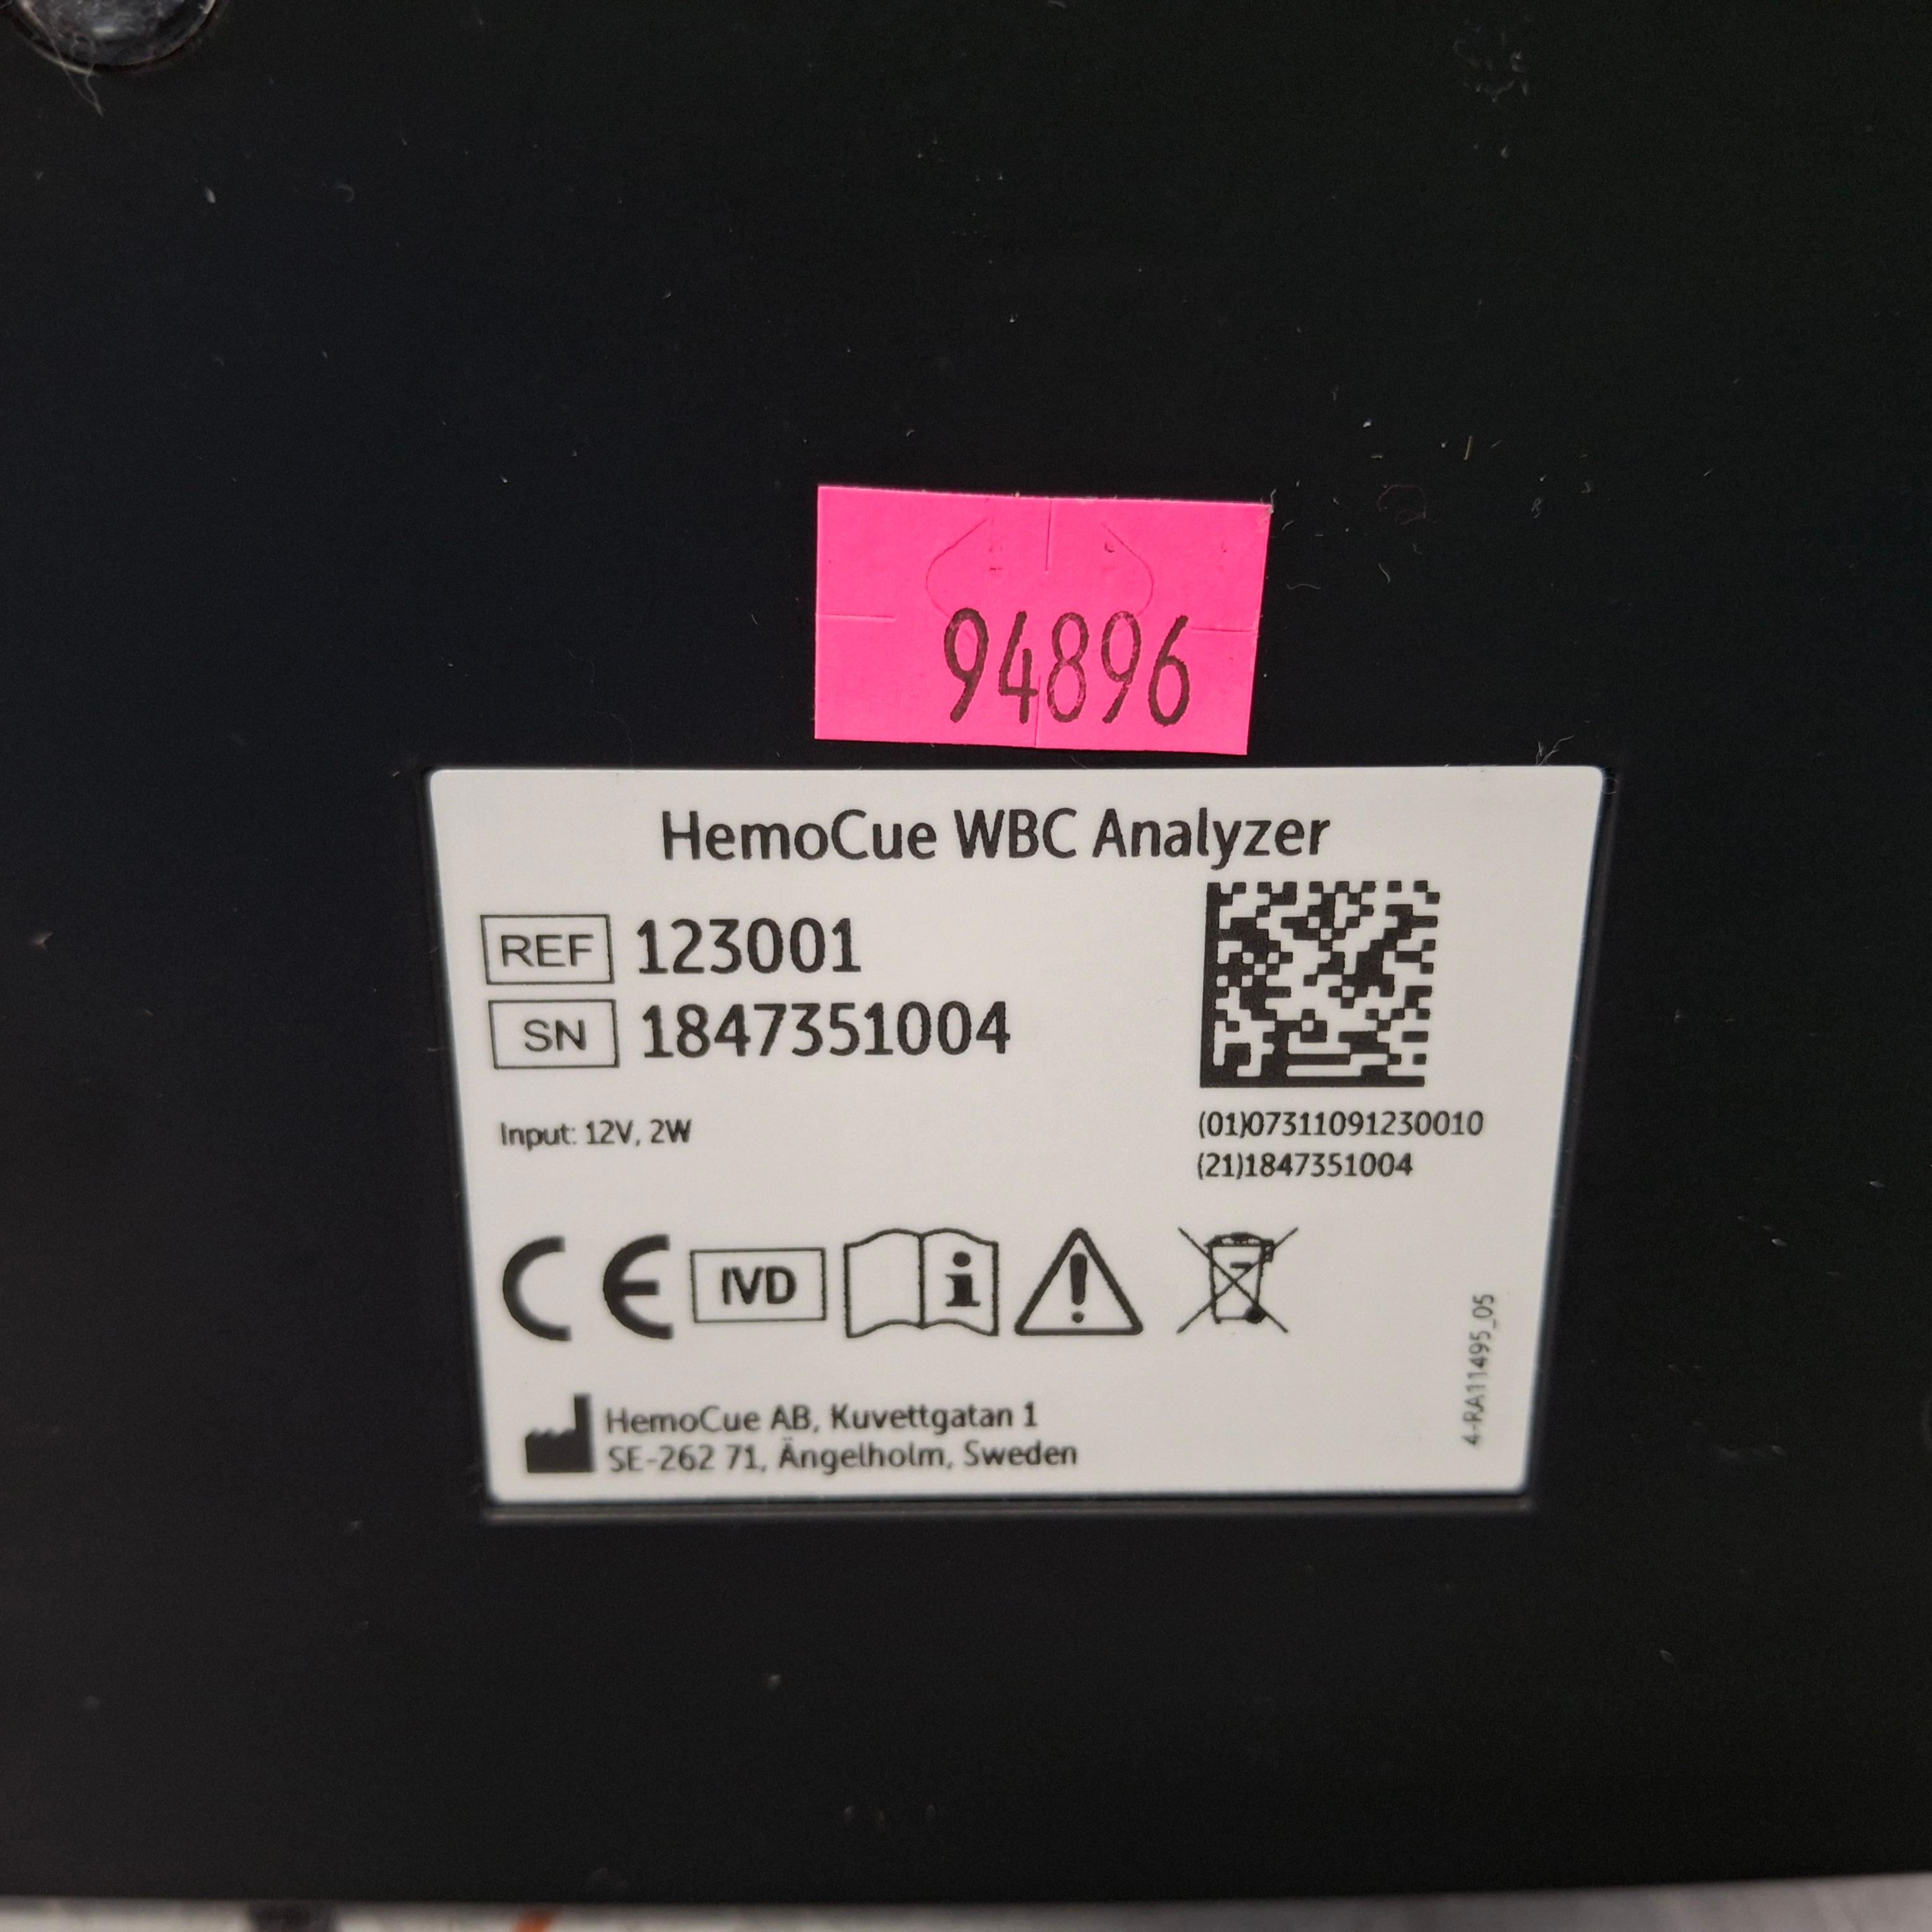 94896
HemoCue WBC Analyzer
REF 123001
SN 1847351004
Input: 12V, 2W
(01)07311091230010
(21)1847351004
CE IVD
HemoCue AB, Kuvettgatan 1
SE-262 71, Ängelholm, Sweden
4-RA11495_05